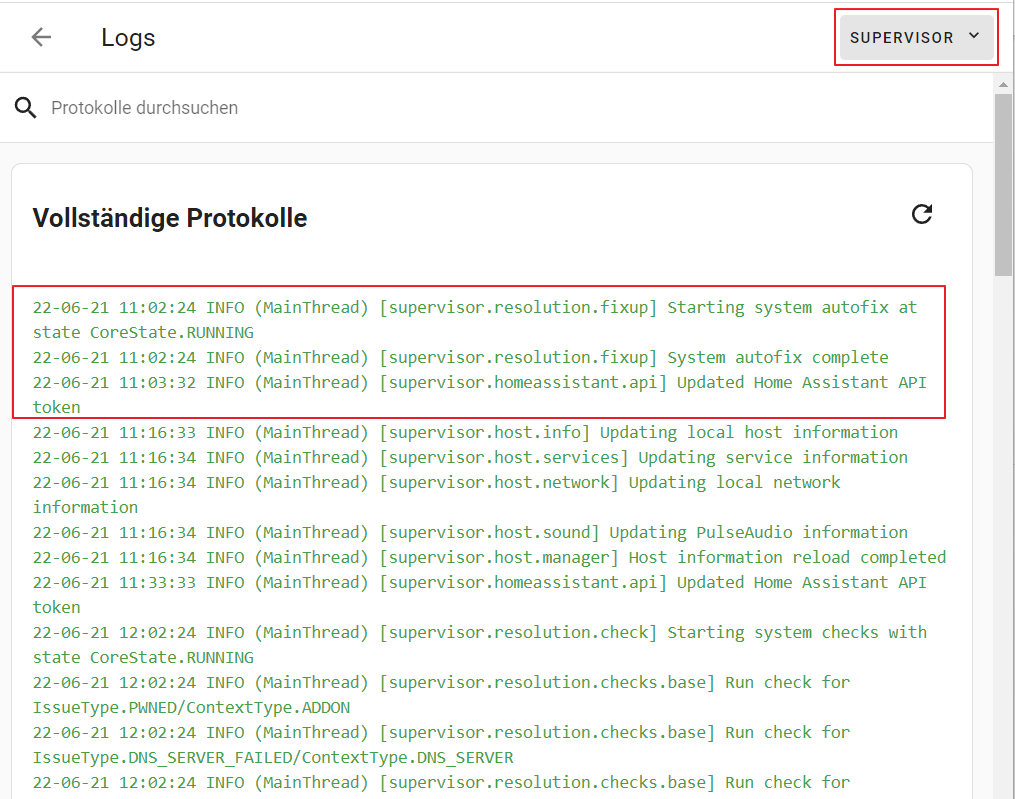 Logs
SUPERVISOR
Protokolle durchsuchen
Vollständige Protokolle
22-06-21 11:02:24 INFO (MainThread) [supervisor.resolution.fixup] Starting system autofix at
state CoreState.RUNNING
22-06-21 11:02:24 INFO (MainThread) [supervisor.resolution.fixup] System autofix complete
22-06-21 11:03:32 INFO (MainThread) [supervisor.homeassistant.api] Updated Home Assistant API
token
22-06-21 11:16:33 INFO (MainThread) [supervisor.host.info] Updating local host information
22-06-21 11:16:34 INFO (MainThread) [supervisor.host.services] Updating service information
22-06-21 11:16:34 INFO (MainThread) [supervisor.host.network] Updating local network
information
22-06-21 11:16:34 INFO (MainThread) [supervisor.host.sound] Updating PulseAudio information
22-06-21 11:16:34 INFO (MainThread) [supervisor.host.manager] Host information reload completed
22-06-21 11:33:33 INFO (MainThread) [supervisor.homeassistant.api] Updated Home Assistant API
token
22-06-21 12:02:24 INFO (MainThread) [supervisor.resolution.check] Starting system checks with
state CoreState.RUNNING
22-06-21 12:02:24 INFO (MainThread) [supervisor.resolution.checks.base] Run check for
IssueType.PWNED/ContextType.ADDON
22-06-21 12:02:24 INFO (MainThread) [supervisor.resolution.checks.base] Run check for
IssueType.DNS_SERVER_FAILED/ContextType.DNS_SERVER
22-06-21 12:02:24 INFO (MainThread) [supervisor.resolution.checks.base] Run check for